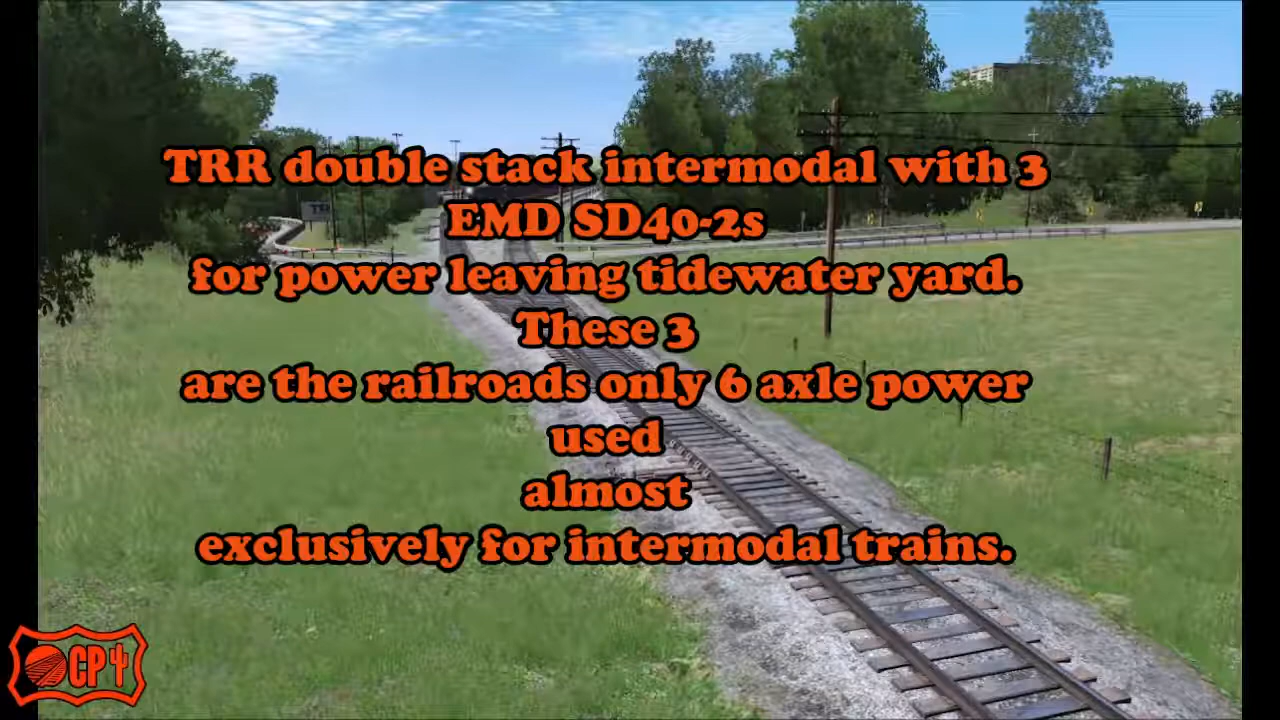 TRR double stack intermodal with 3
EMD SD40-2s
for power leaving tidewater yard.
These 3
are the railroads only 6 axle power
used
almost
exclusively for intermodal trains.
CP